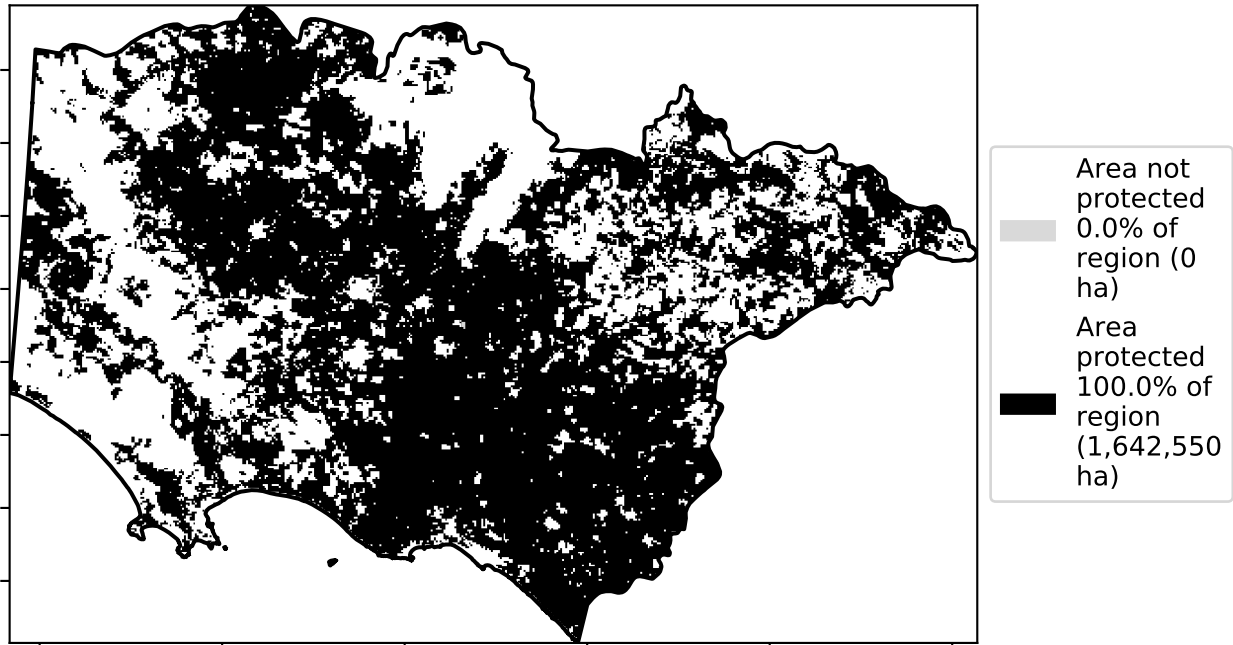 Area not
protected
0.0% of
region (0
ha)
Area
protected
100.0% of
region
(1,642,550
ha)